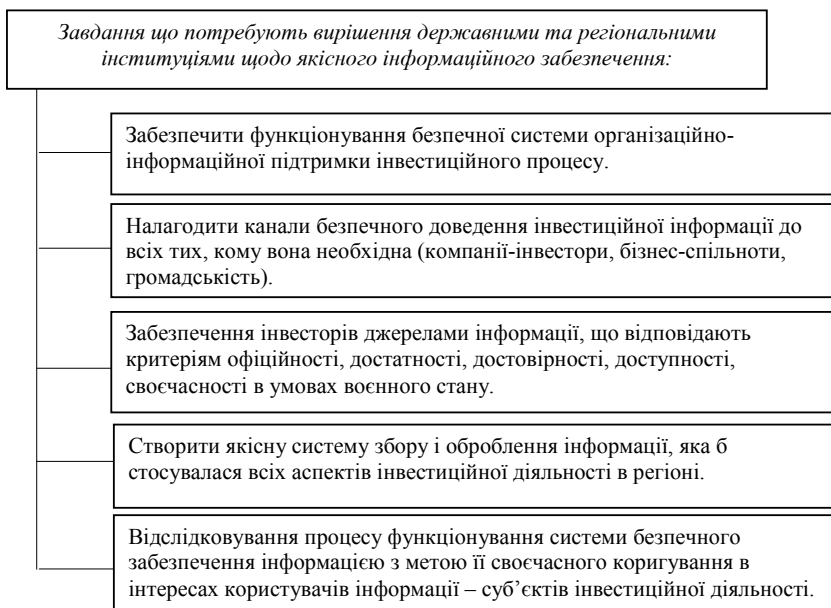 Завдання що потребують вирішення державними та регіональними
інституціями щодо якісного інформаційного забезпечення:
Забезпечити функціонування безпечної системи організаційно-
інформаційної підтримки інвестиційного процесу.
Налагодити канали безпечного доведення інвестиційної інформації до
всіх тих, кому вона необхідна (компанії-інвестори, бізнес-спільноти,
громадськість).
Забезпечення інвесторів джерелами інформації, що відповідають
критеріям офіційності, достатності, достовірності, доступності,
своєчасності в умовах воєнного стану.
Створити якісну систему збору і оброблення інформації, яка б
стосувалася всіх аспектів інвестиційної діяльності в регіоні.
Відслідковування процесу функціонування системи безпечного
забезпечення інформацією з метою її своєчасного коригування в
інтересах користувачів інформації – суб’єктів інвестиційної діяльності.